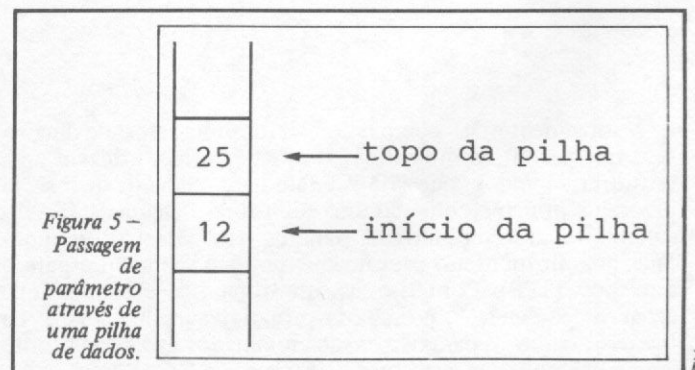 25 topo da pilha
12 início da pilha
Figura 5 —
Passagem
de
parâmetro
através de
uma pilha
de dados.